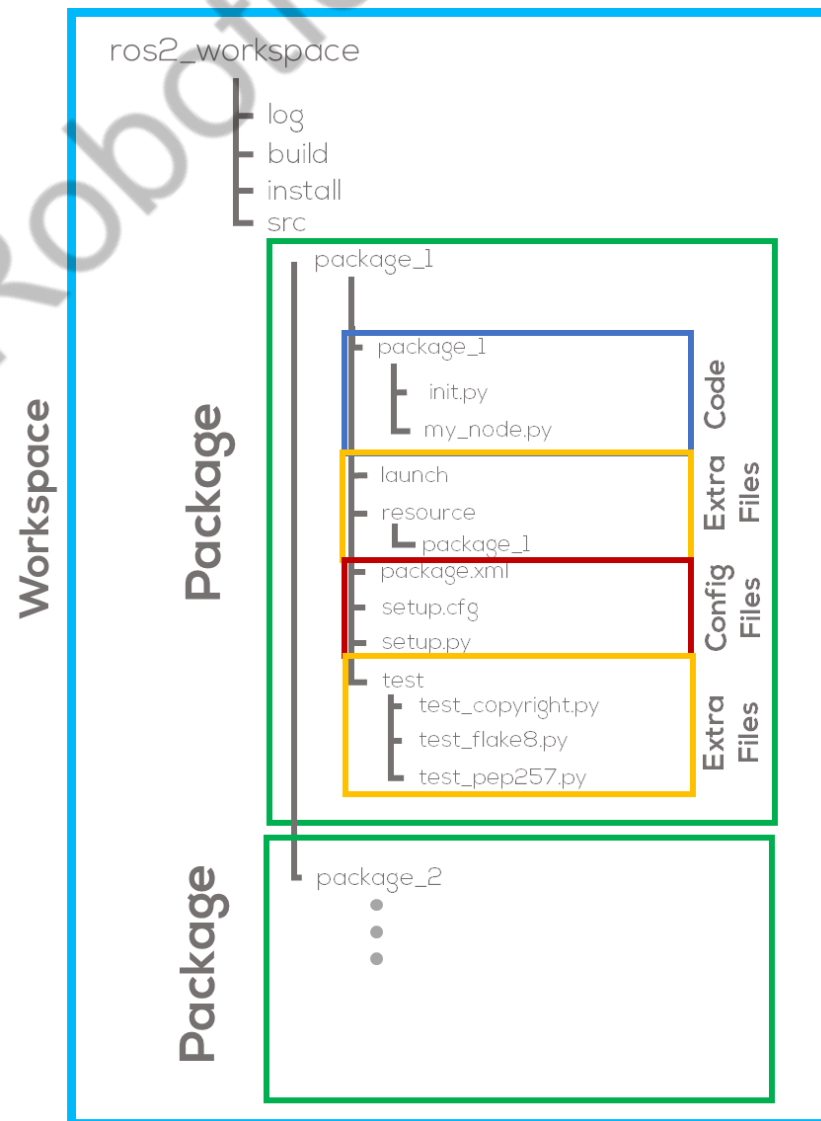 Robotic
ros2_workspace
log
build
install
src
package_1
package_1
init.py
my_node.py
launch
resource
package_1
package.xml
setup.cfg
setup.py
test
test_copyright.py
test_flake8.py
test_pep257.py
package_2
Workspace
Package
Package
Code
Extra
Files
Config
Files
Extra
Files